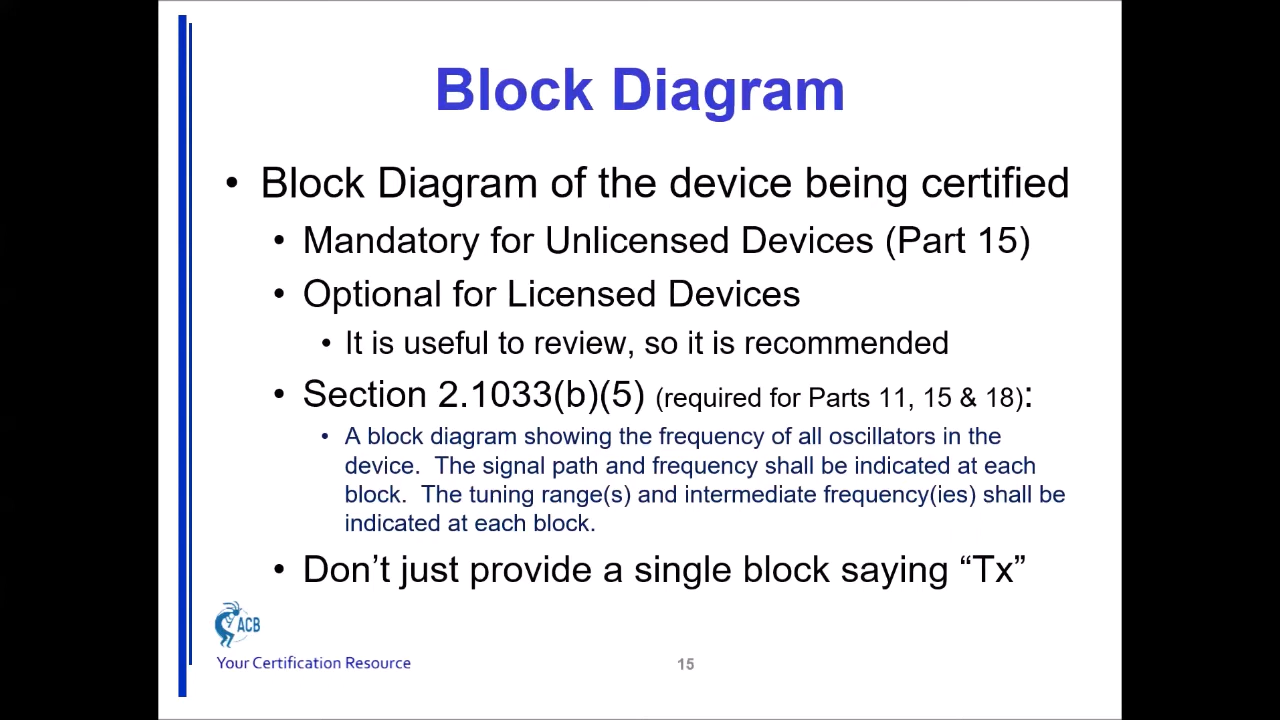 Block Diagram
• Block Diagram of the device being certified
• Mandatory for Unlicensed Devices (Part 15)
• Optional for Licensed Devices
• It is useful to review, so it is recommended
• Section 2.1033(b)(5) (required for Parts 11, 15 & 18):
• A block diagram showing the frequency of all oscillators in the
device.  The signal path and frequency shall be indicated at each
block.  The tuning range(s) and intermediate frequency(ies) shall be
indicated at each block.
• Don’t just provide a single block saying “Tx”
ACB
Your Certification Resource
15